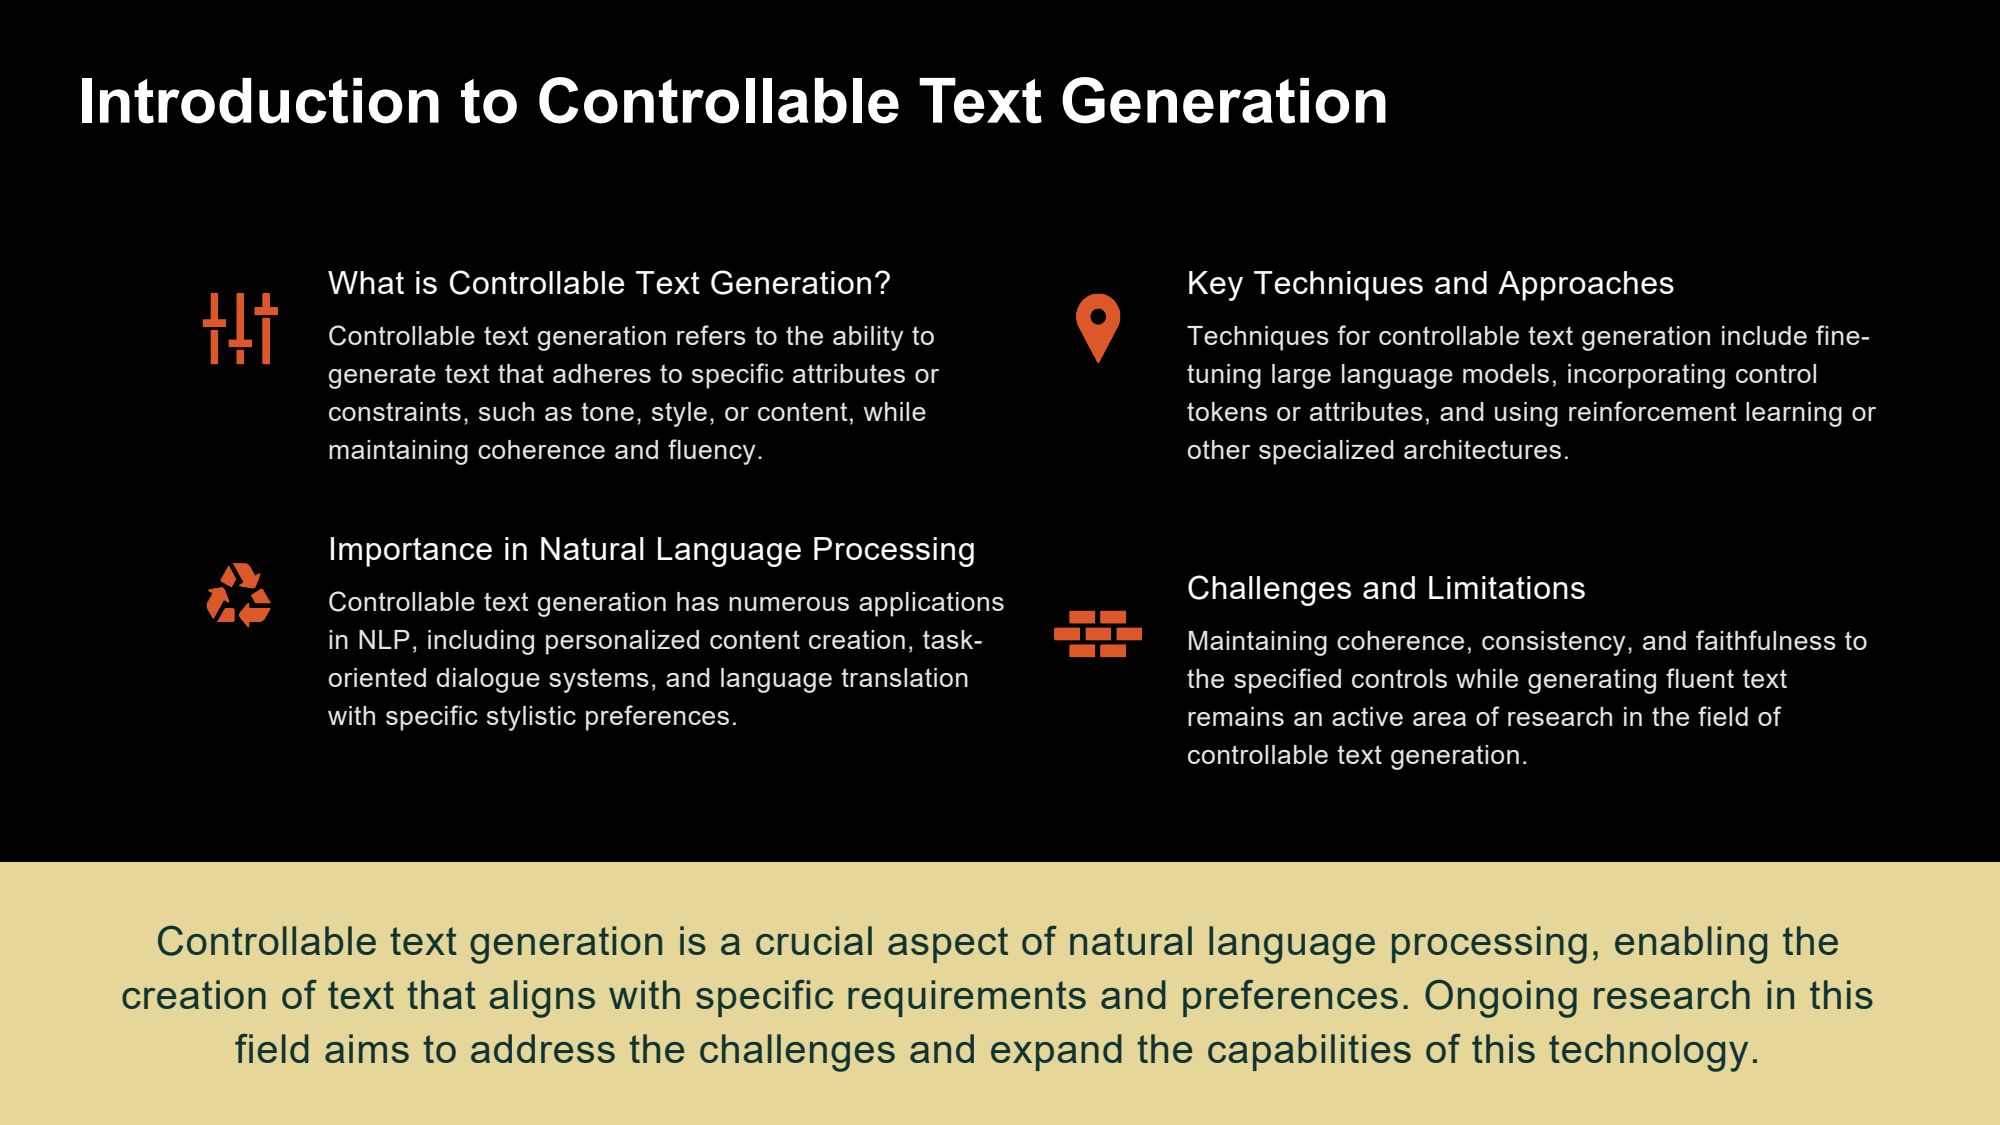 Introduction to Controllable Text Generation
What is Controllable Text Generation?
Controllable text generation refers to the ability to
generate text that adheres to specific attributes or
constraints, such as tone, style, or content, while
maintaining coherence and fluency.
Key Techniques and Approaches
Techniques for controllable text generation include fine-
tuning large language models, incorporating control
tokens or attributes, and using reinforcement learning or
other specialized architectures.
Importance in Natural Language Processing
Controllable text generation has numerous applications
in NLP, including personalized content creation, task-
oriented dialogue systems, and language translation
with specific stylistic preferences.
Challenges and Limitations
Maintaining coherence, consistency, and faithfulness to
the specified controls while generating fluent text
remains an active area of research in the field of
controllable text generation.
Controllable text generation is a crucial aspect of natural language processing, enabling the
creation of text that aligns with specific requirements and preferences. Ongoing research in this
field aims to address the challenges and expand the capabilities of this technology.